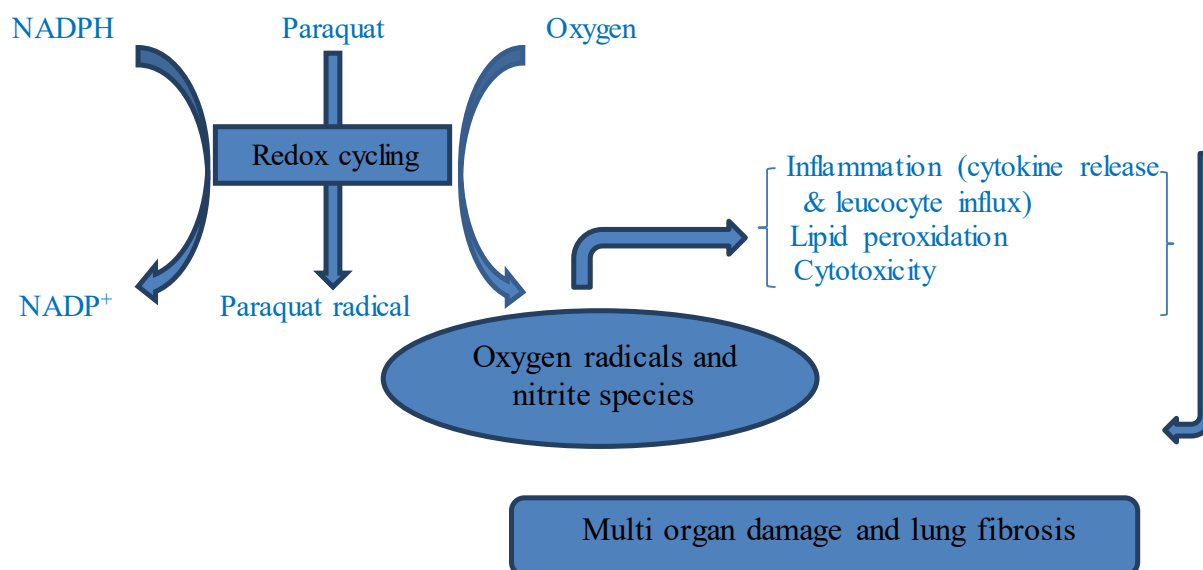 NADPH
Paraquat
Oxygen
Redox cycling
Inflammation (cytokine release
& leucocyte influx)
Lipid peroxidation
Cytotoxicity
NADP⁺
Paraquat radical
Oxygen radicals and
nitrite species
Multi organ damage and lung fibrosis